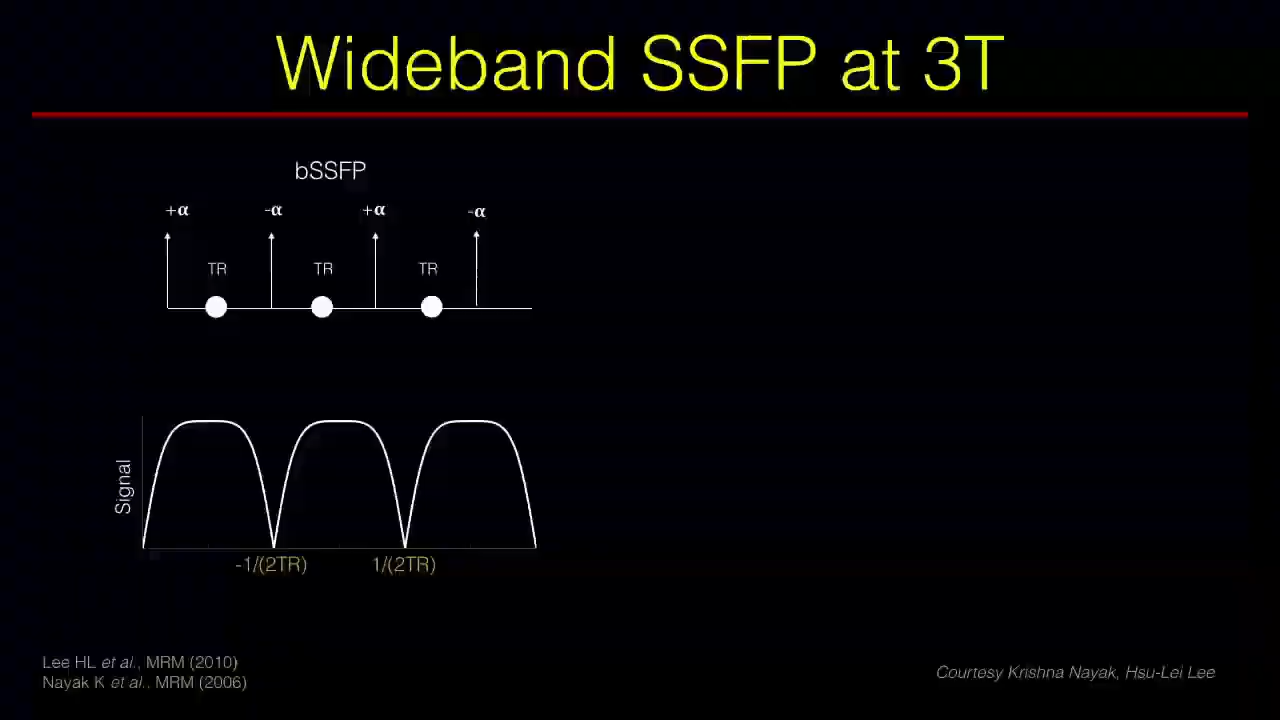 Wideband SSFP at 3T
bSSFP
+α -α +α -α
TR TR TR
Signal
-1/(2TR) 1/(2TR)
Lee HL et al., MRM (2010)
Nayak K et al., MRM (2006)
Courtesy Krishna Nayak, Hsu-Lei Lee